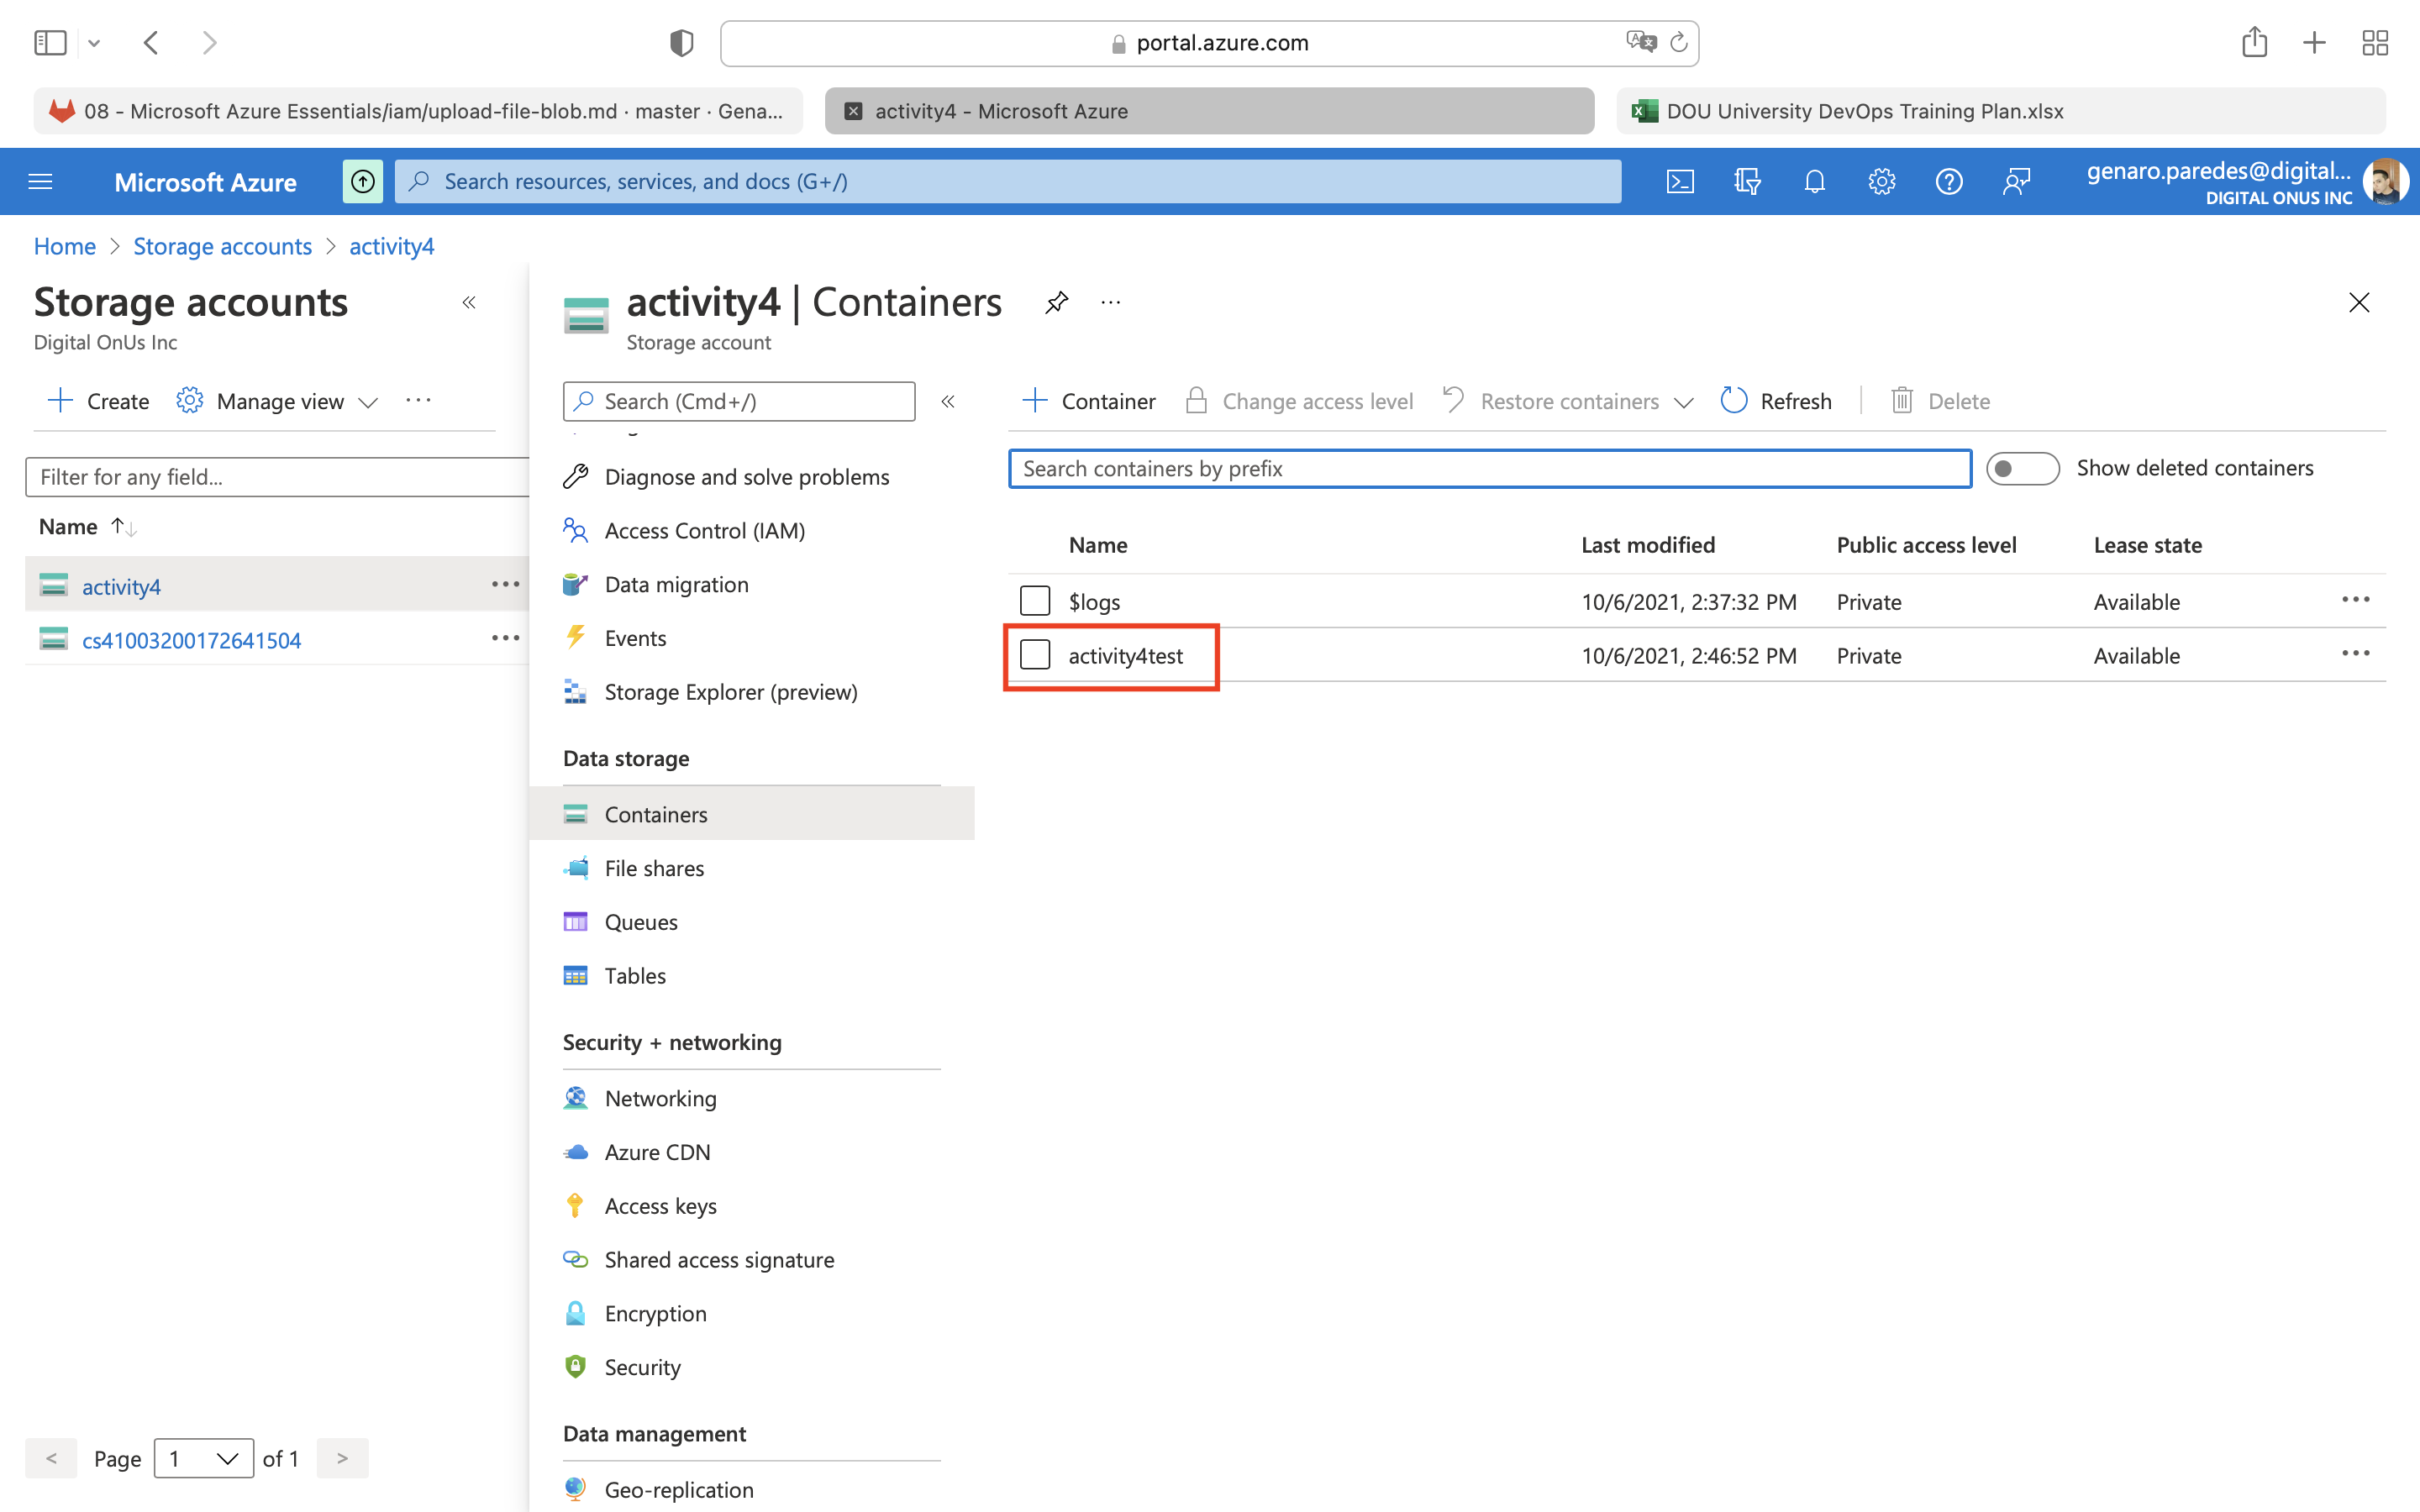 portal.azure.com
08 - Microsoft Azure Essentials/iam/upload-file-blob.md · master · Gena...
activity4 - Microsoft Azure
DOU University DevOps Training Plan.xlsx
Microsoft Azure
Search resources, services, and docs (G+/)
genaro.paredes@digital...
DIGITAL ONUS INC
Home > Storage accounts > activity4
Storage accounts
Digital OnUs Inc
Create
Manage view
Filter for any field...
Name
activity4
cs41003200172641504
< Page 1 of 1 >
activity4 | Containers
Storage account
Search (Cmd+/)
Diagnose and solve problems
Access Control (IAM)
Data migration
Events
Storage Explorer (preview)
Data storage
Containers
File shares
Queues
Tables
Security + networking
Networking
Azure CDN
Access keys
Shared access signature
Encryption
Security
Data management
Geo-replication
Container
Change access level
Restore containers
Refresh
Delete
Search containers by prefix
Show deleted containers
Name Last modified Public access level Lease state
$logs 10/6/2021, 2:37:32 PM Private Available
activity4test 10/6/2021, 2:46:52 PM Private Available